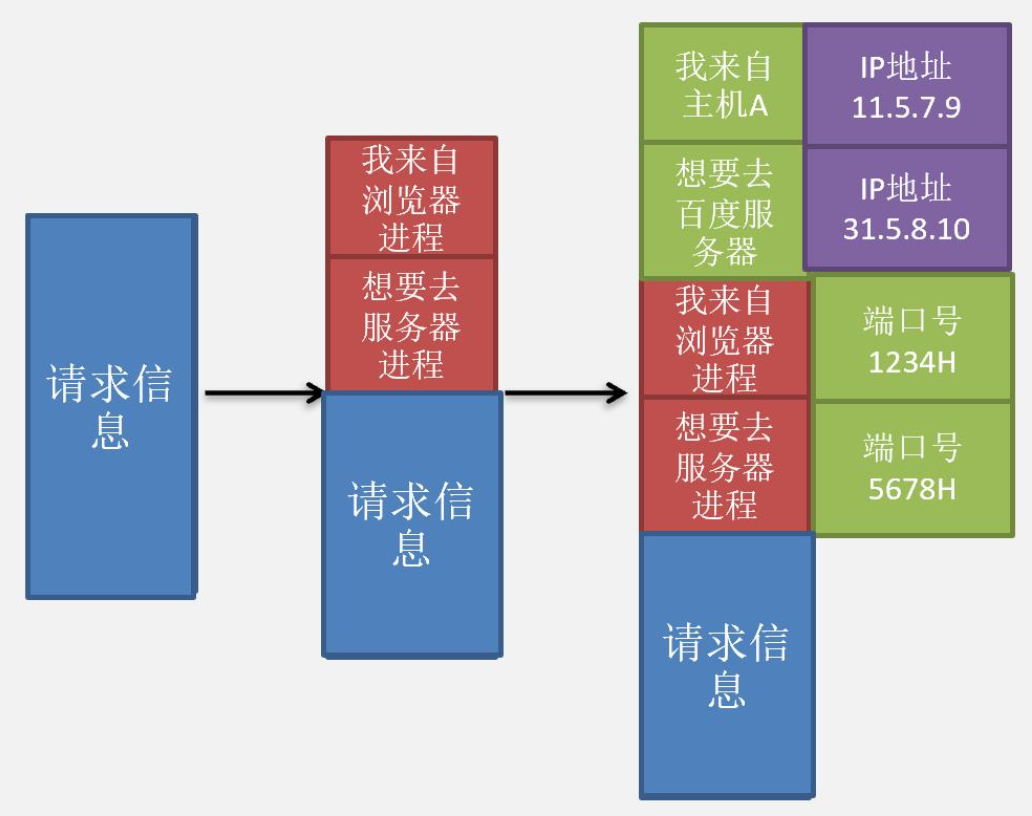 请求信
息
我来自
浏览器
进程
想要去
服务器
进程
请求信
息
我来自
主机A
IP地址
11.5.7.9
想要去
百度服
务器
IP地址
31.5.8.10
我来自
浏览器
进程
端口号
1234H
想要去
服务器
进程
端口号
5678H
请求信
息